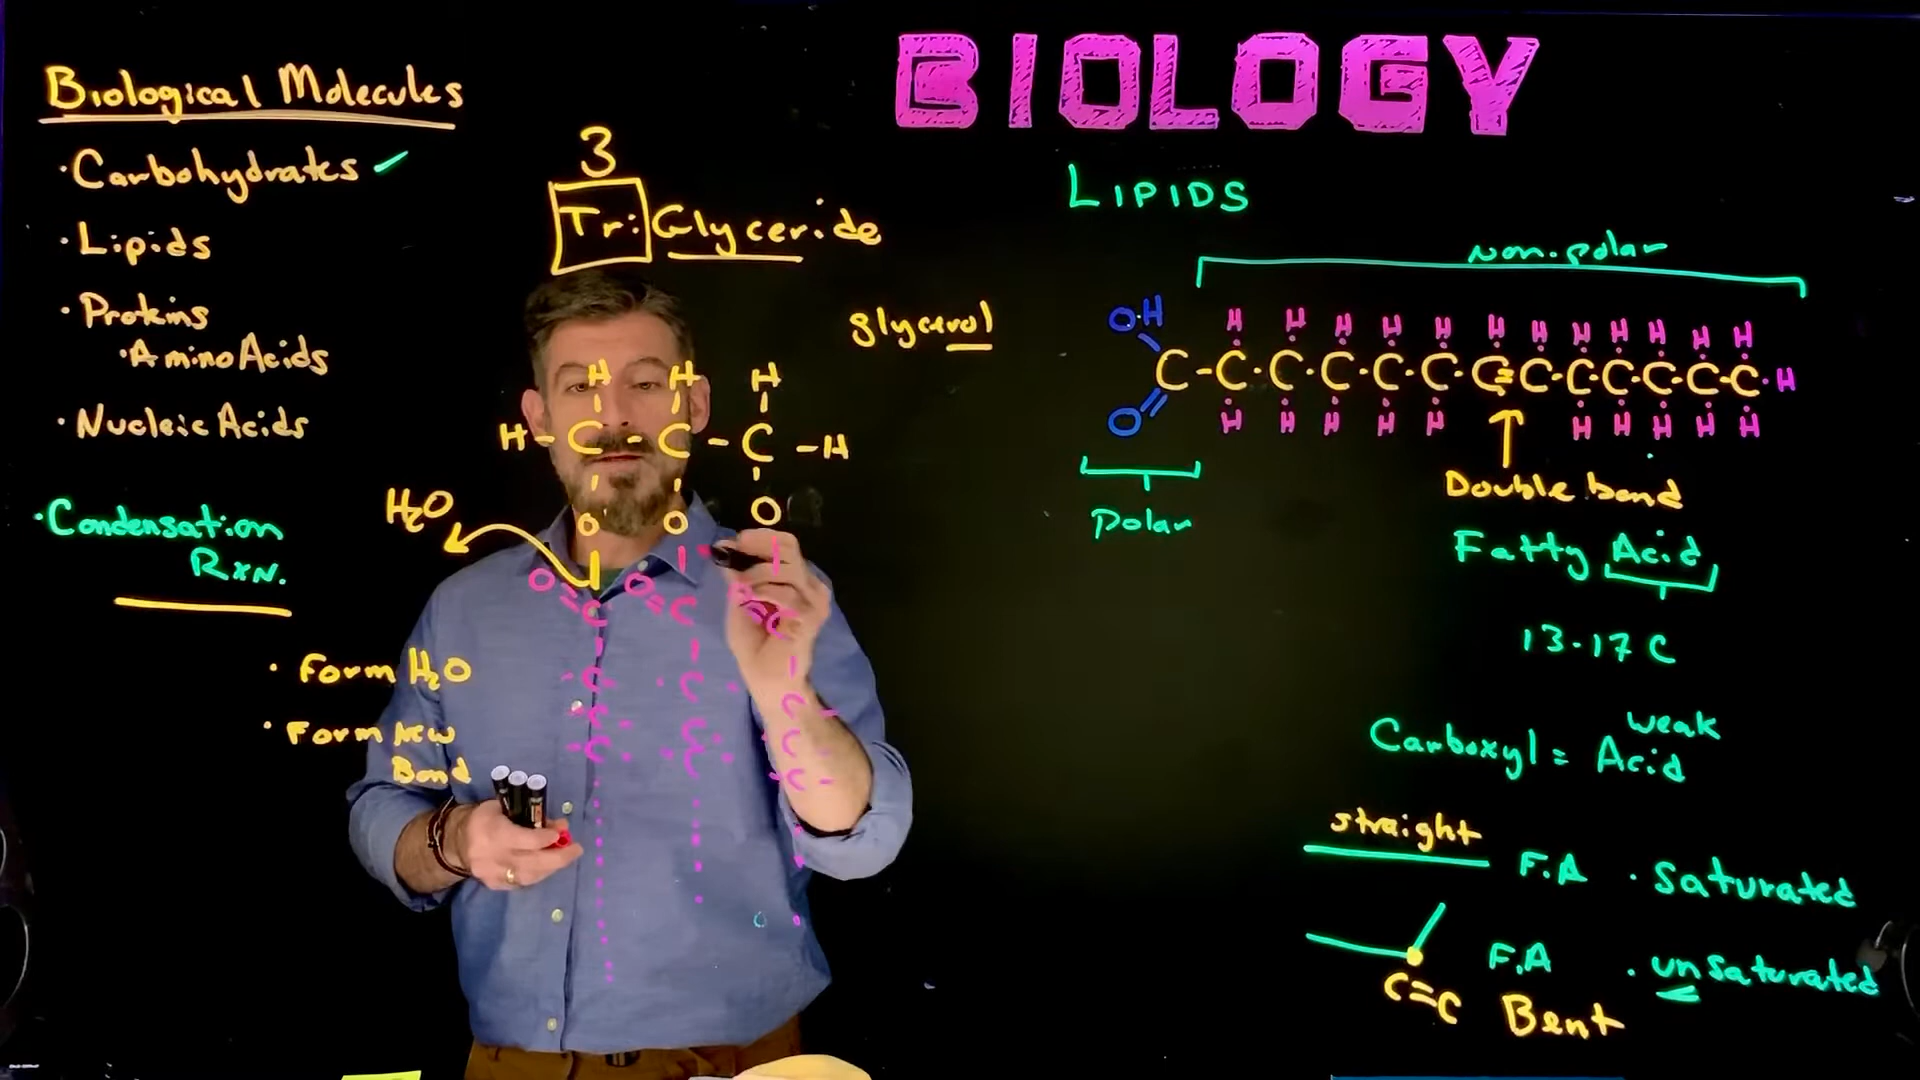 BIOLOGY
Biological Molecules
· Carbohydrates ✓
· Lipids
· Proteins
· Amino Acids
· Nucleic Acids
· Condensation
Rxn.
· Form H2O
· Form New
Bond
3
Tri Glyceride
glycerol
H H H
H - C - C - C - H
O O O
H2O
O O
C C C
C C C
C C C
C C C
LIPIDS
Non-polar
OH H H H H H H H H H H H H
C - C · C · C · C · C · C = C · C · C · C · C · C · H
O H H H H H H H H H H
Polar
Double bond
Fatty Acid
13-17 C
weak
Carboxyl = Acid
straight
F.A · Saturated
F.A · unsaturated
C=C Bent